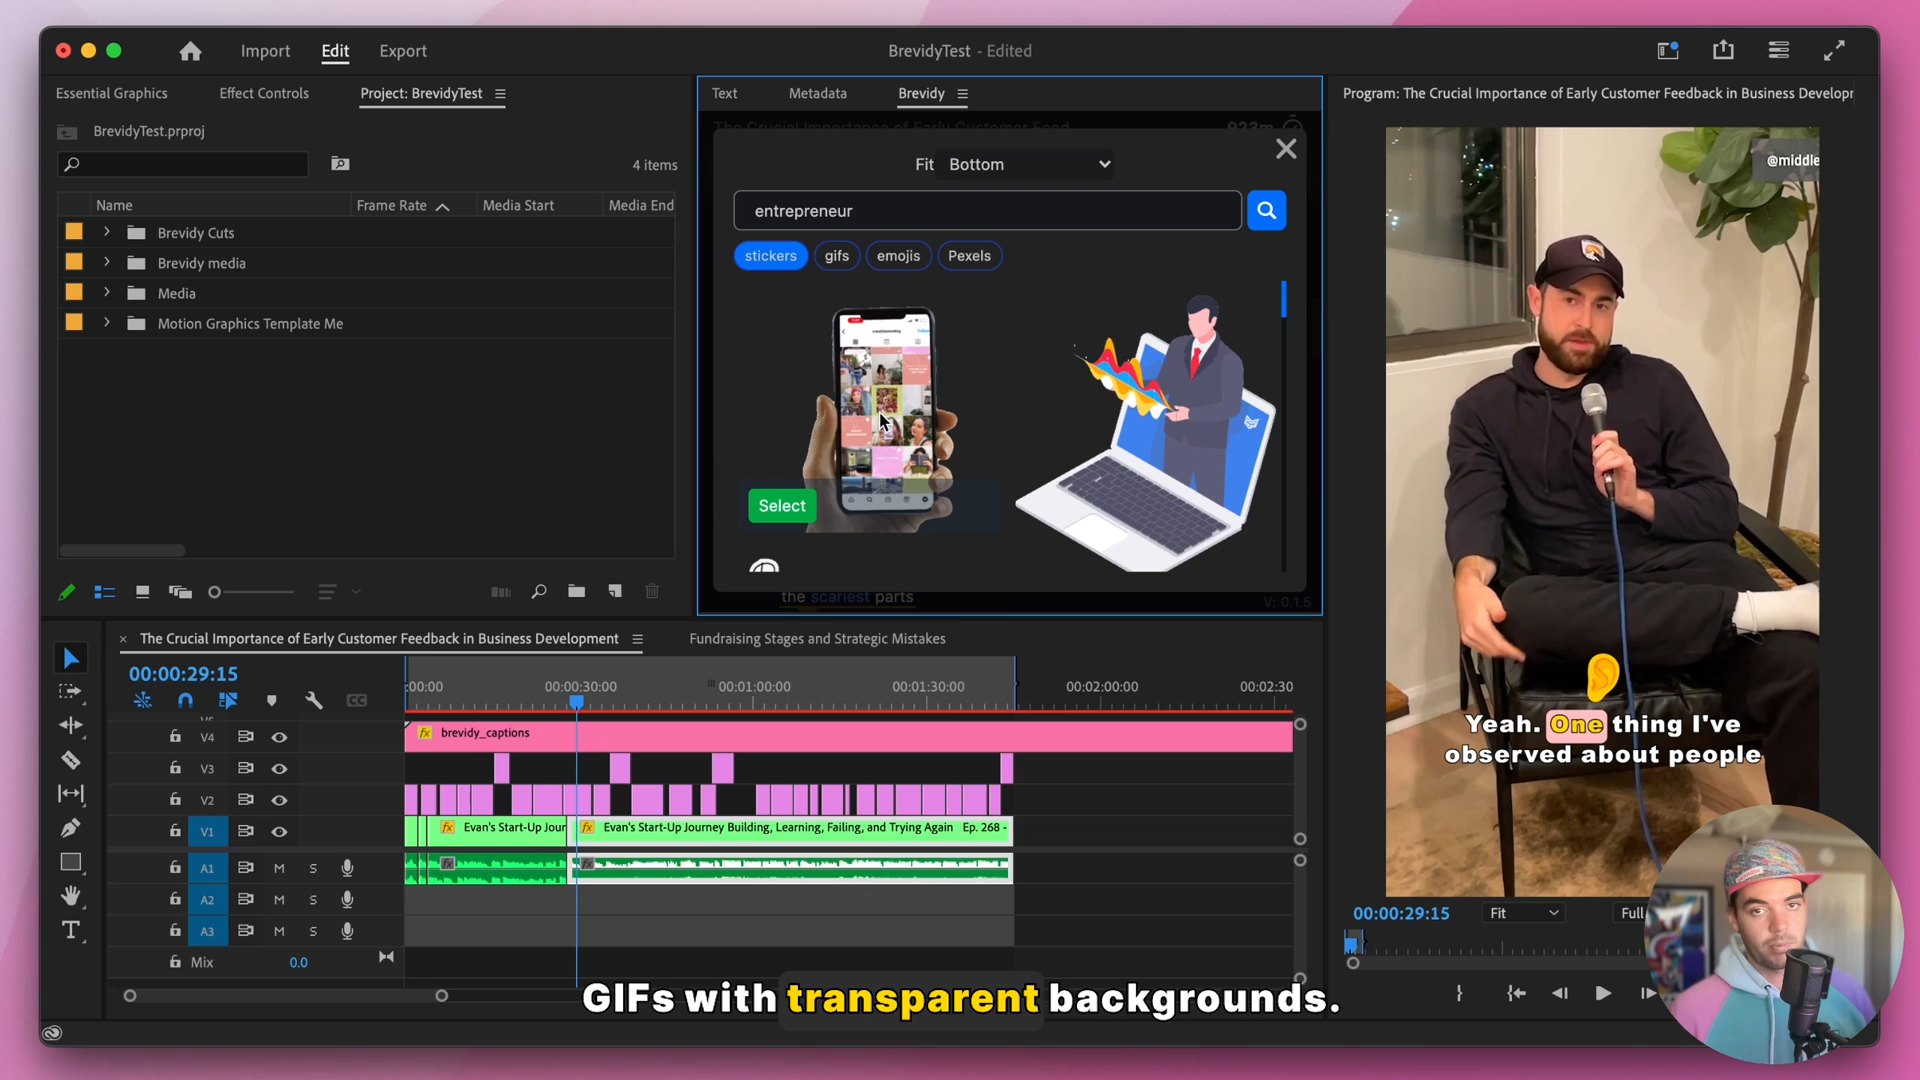 Import
Edit
Export
BrevidyTest - Edited
Essential Graphics
Effect Controls
Project: BrevidyTest
BrevidyTest.prproj
4 items
Name
Frame Rate
Media Start
Media End
Brevidy Cuts
Brevidy media
Media
Motion Graphics Template Me
Text
Metadata
Brevidy
The Crucial Importance of Early Customer Feed
923m
Fit
Bottom
entrepreneur
stickers
gifs
emojis
Pexels
Select
the scariest parts
V: 0.1.5
Program: The Crucial Importance of Early Customer Feedback in Business Developr
@middle
Yeah. One thing I've
observed about people
00:00:29:15
Fit
Full
The Crucial Importance of Early Customer Feedback in Business Development
Fundraising Stages and Strategic Mistakes
00:00:29:15
:00:00
00:00:30:00
00:01:00:00
00:01:30:00
00:02:00:00
00:02:30
V4
fx brevidy_captions
V3
V2
V1
fx Evan's Start-Up Jour
fx Evan's Start-Up Journey Building, Learning, Failing, and Trying Again Ep. 268 -
A1 M S
fx
fx
A2 M S
A3 M S
Mix
0.0
GIFs with transparent backgrounds.